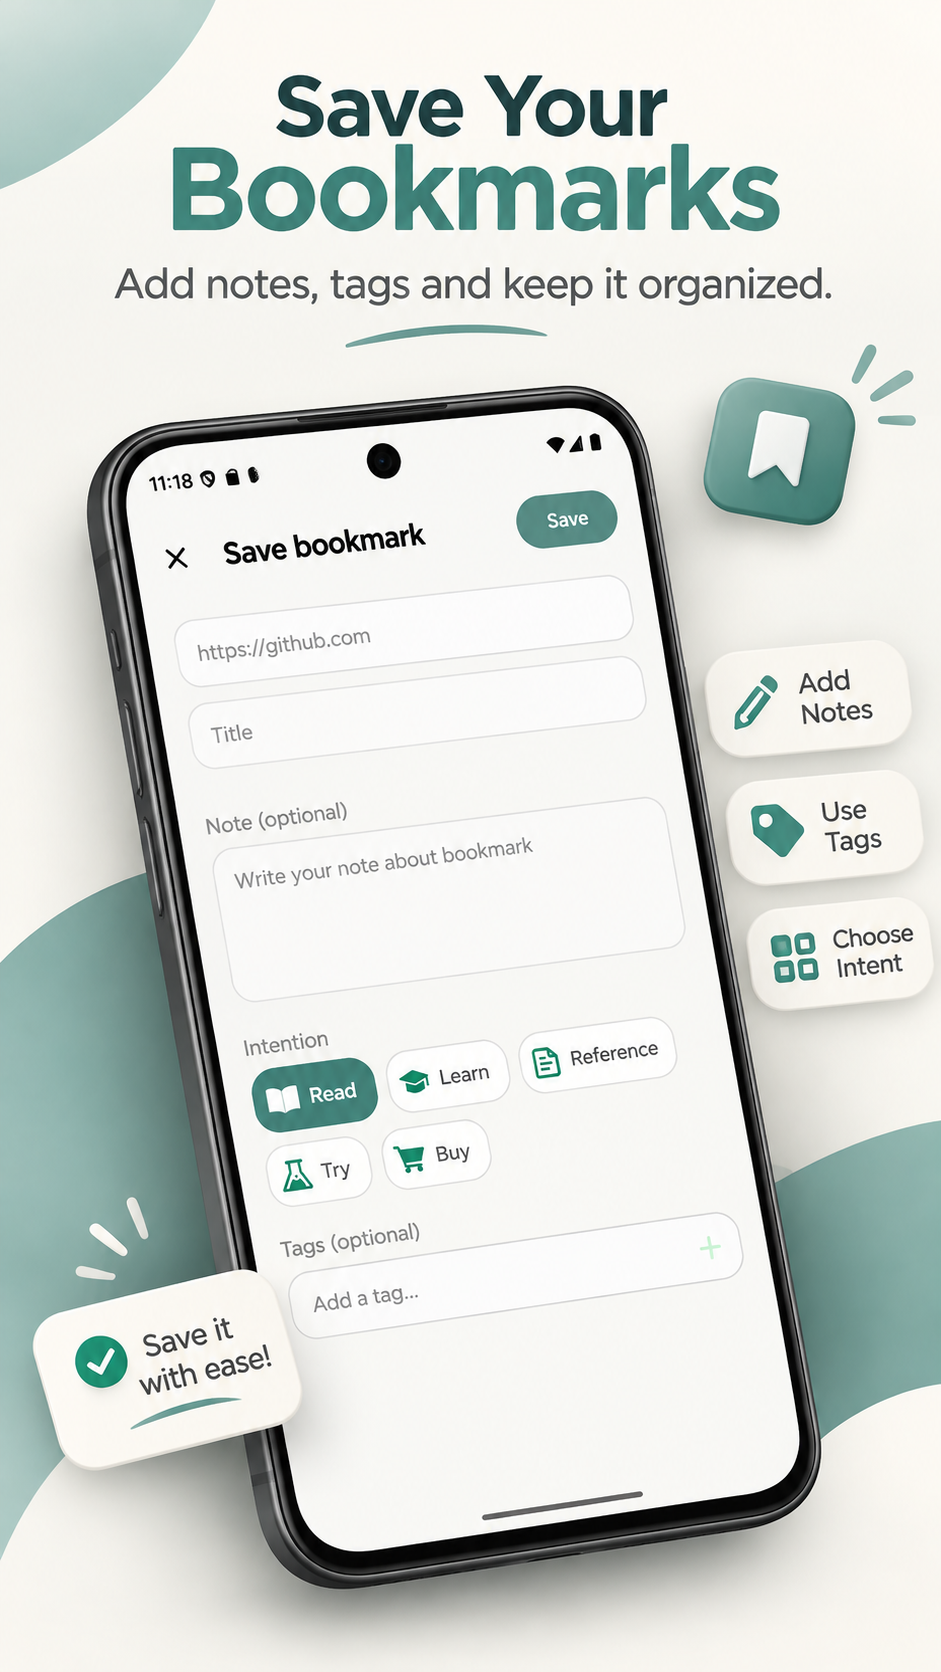 Save Your
Bookmarks
Add notes, tags and keep it organized.
11:18
Save bookmark
Save
https://github.com
Title
Note (optional)
Write your note about bookmark
Intention
Read
Learn
Reference
Try
Buy
Tags (optional)
Add a tag...
Add
Notes
Use
Tags
Choose
Intent
Save it
with ease!